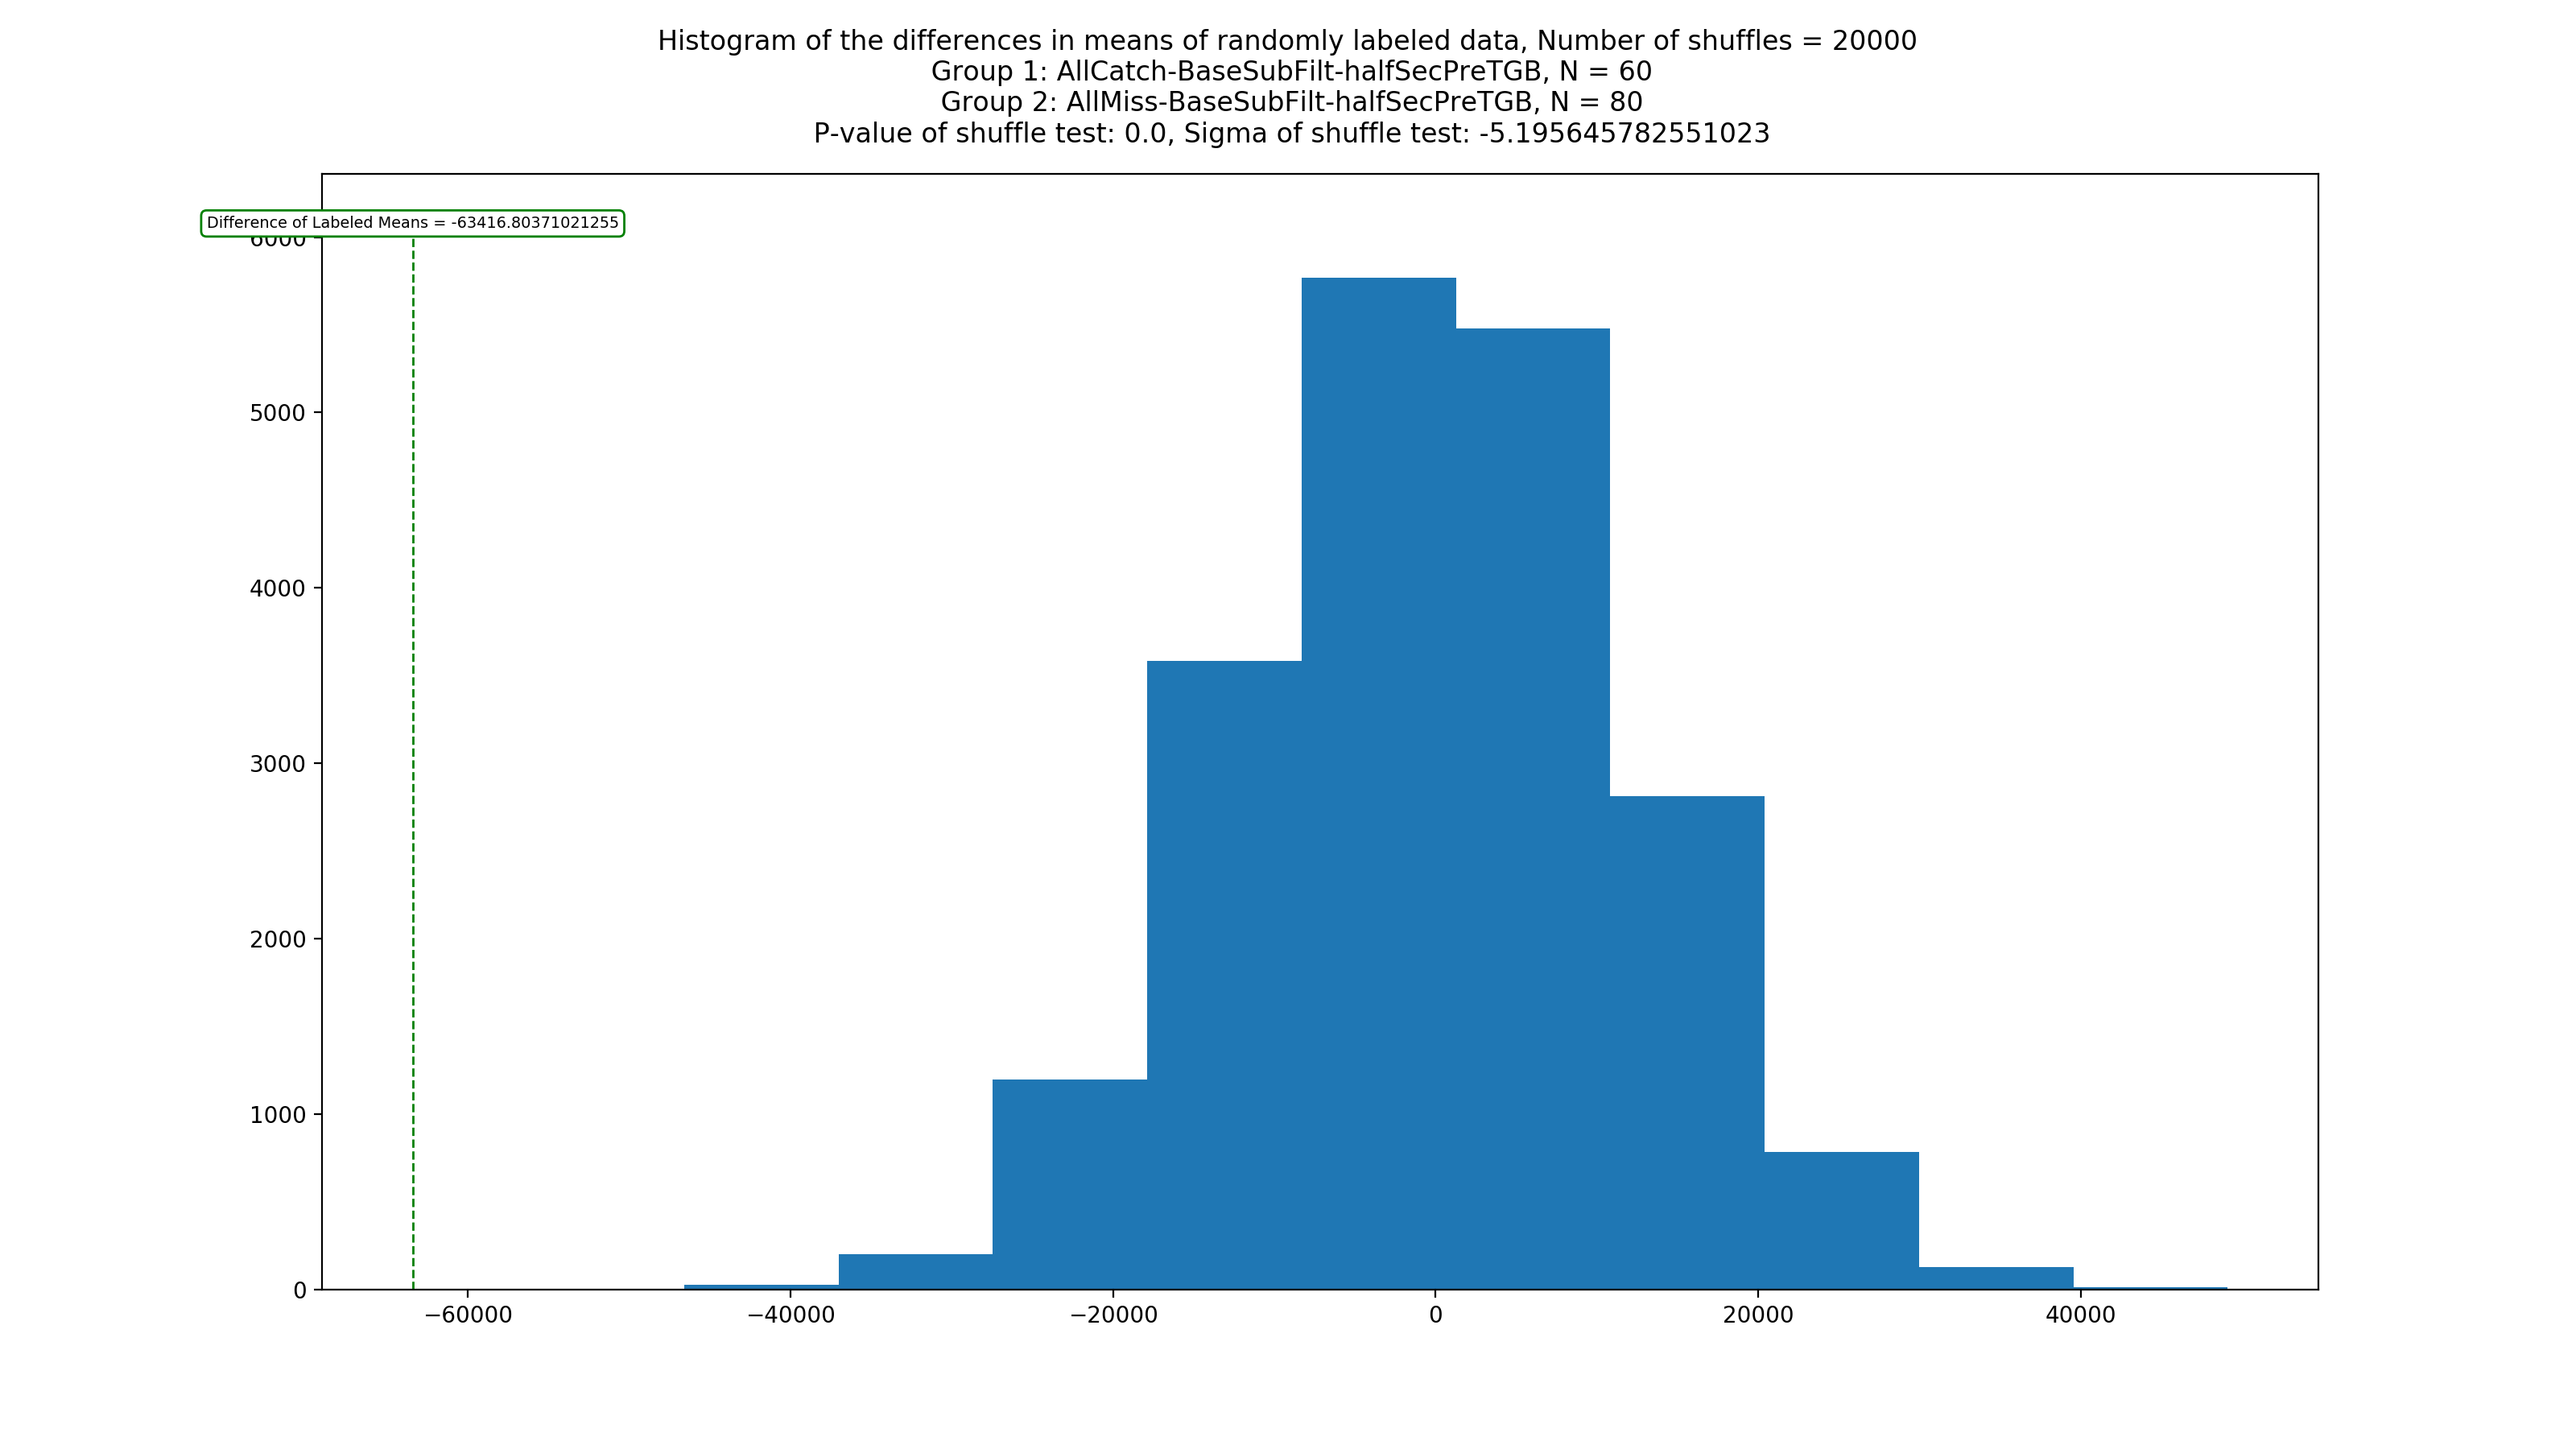 Histogram of the differences in means of randomly labeled data, Number of shuffles = 20000
Group 1: AllCatch-BaseSubFilt-halfSecPreTGB, N = 60
Group 2: AllMiss-BaseSubFilt-halfSecPreTGB, N = 80
P-value of shuffle test: 0.0, Sigma of shuffle test: -5.195645782551023
Difference of Labeled Means = -63416.80371021255
6000
5000
4000
3000
2000
1000
0
−60000 −40000 −20000 0 20000 40000